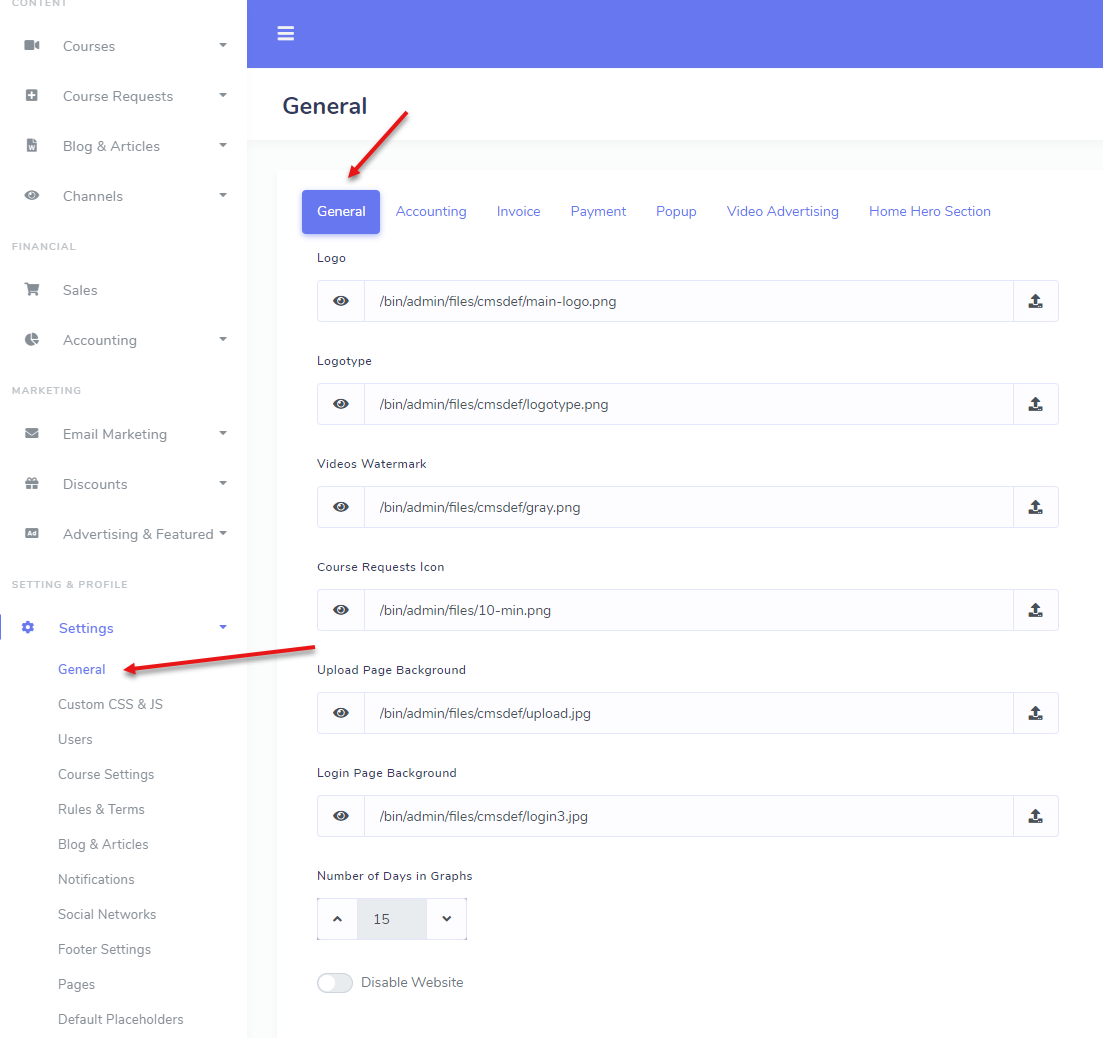 CONTENT
Courses
Course Requests
Blog & Articles
Channels
FINANCIAL
Sales
Accounting
MARKETING
Email Marketing
Discounts
Ad
Advertising & Featured
SETTING & PROFILE
Settings
General
Custom CSS & JS
Users
Course Settings
Rules & Terms
Blog & Articles
Notifications
Social Networks
Footer Settings
Pages
Default Placeholders
General
General Accounting Invoice Payment Popup Video Advertising Home Hero Section
Logo
/bin/admin/files/cmsdef/main-logo.png
Logotype
/bin/admin/files/cmsdef/logotype.png
Videos Watermark
/bin/admin/files/cmsdef/gray.png
Course Requests Icon
/bin/admin/files/10-min.png
Upload Page Background
/bin/admin/files/cmsdef/upload.jpg
Login Page Background
/bin/admin/files/cmsdef/login3.jpg
Number of Days in Graphs
15
Disable Website